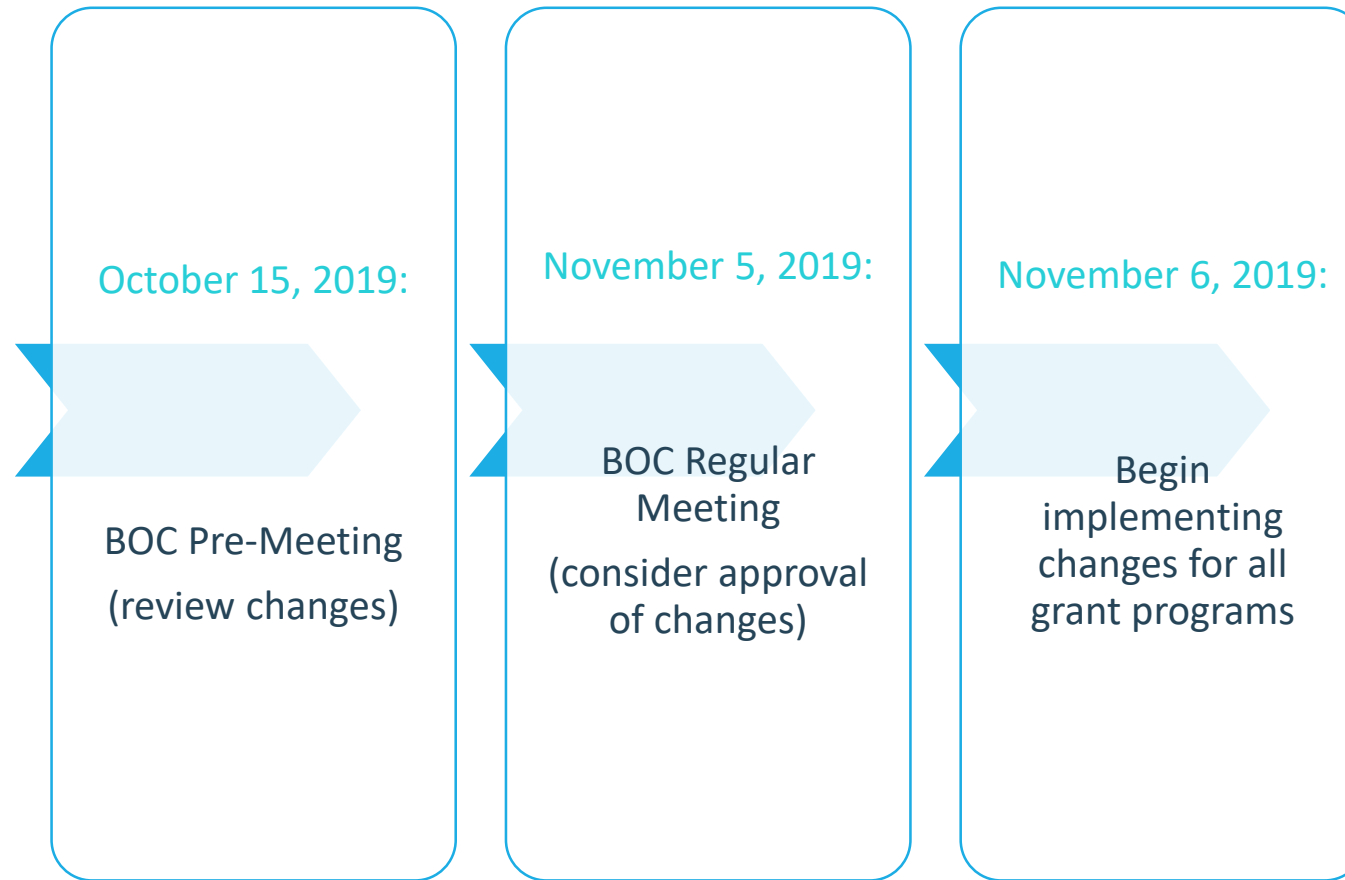 October 15, 2019:
BOC Pre-Meeting
(review changes)
November 5, 2019:
BOC Regular
Meeting
(consider approval
of changes)
November 6, 2019:
Begin
implementing
changes for all
grant programs